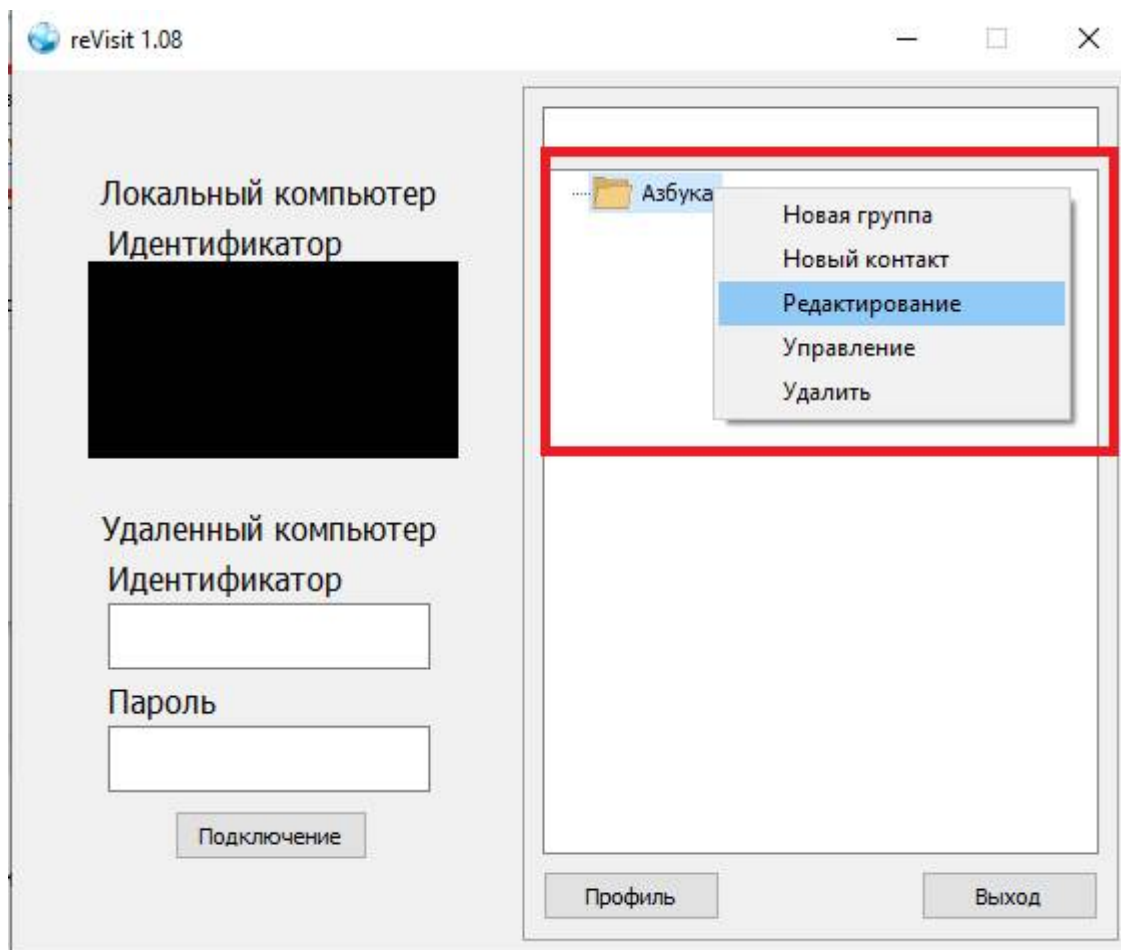 reVisit 1.08
Локальный компьютер
Идентификатор
Удаленный компьютер
Идентификатор
Пароль
Подключение
Азбука
Новая группа
Новый контакт
Редактирование
Управление
Удалить
Профиль
Выход